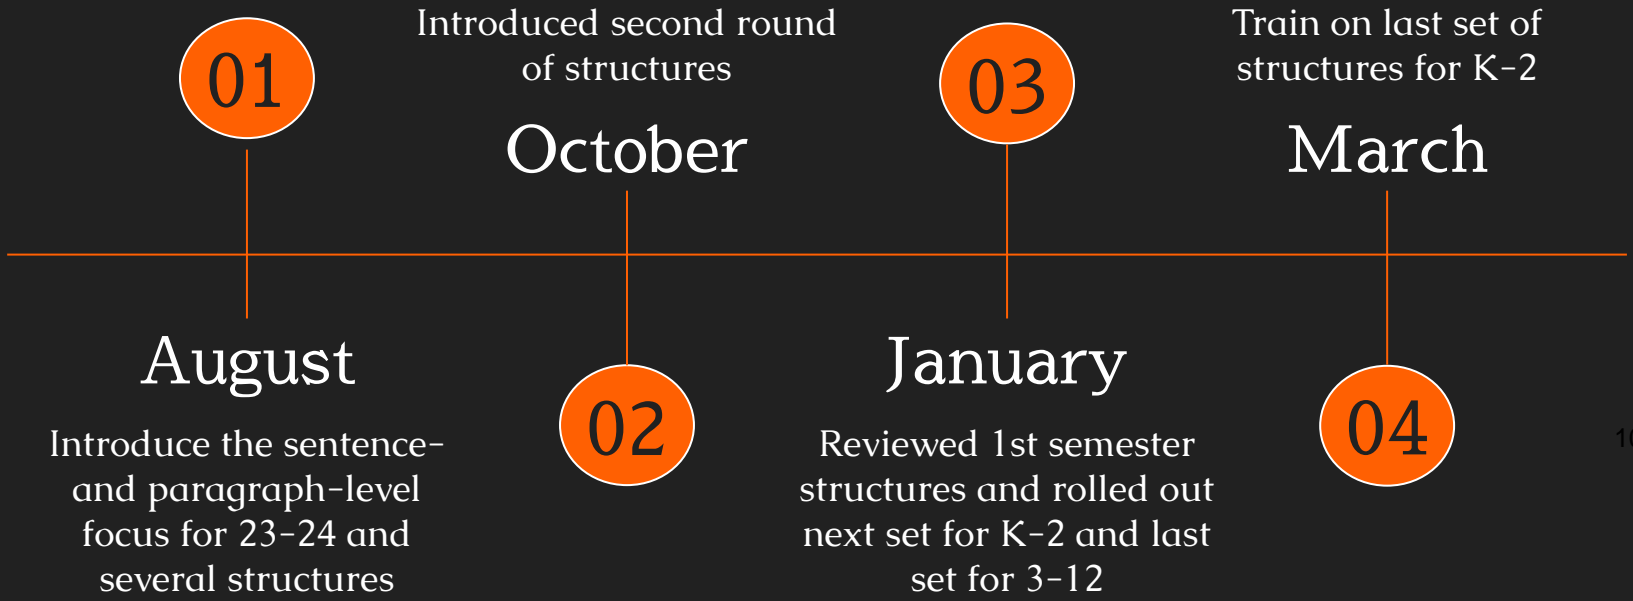 01
August
Introduce the sentence-
and paragraph-level
focus for 23-24 and
several structures
Introduced second round
of structures
October
02
03
January
Reviewed 1st semester
structures and rolled out
next set for K-2 and last
set for 3-12
Train on last set of
structures for K-2
March
04